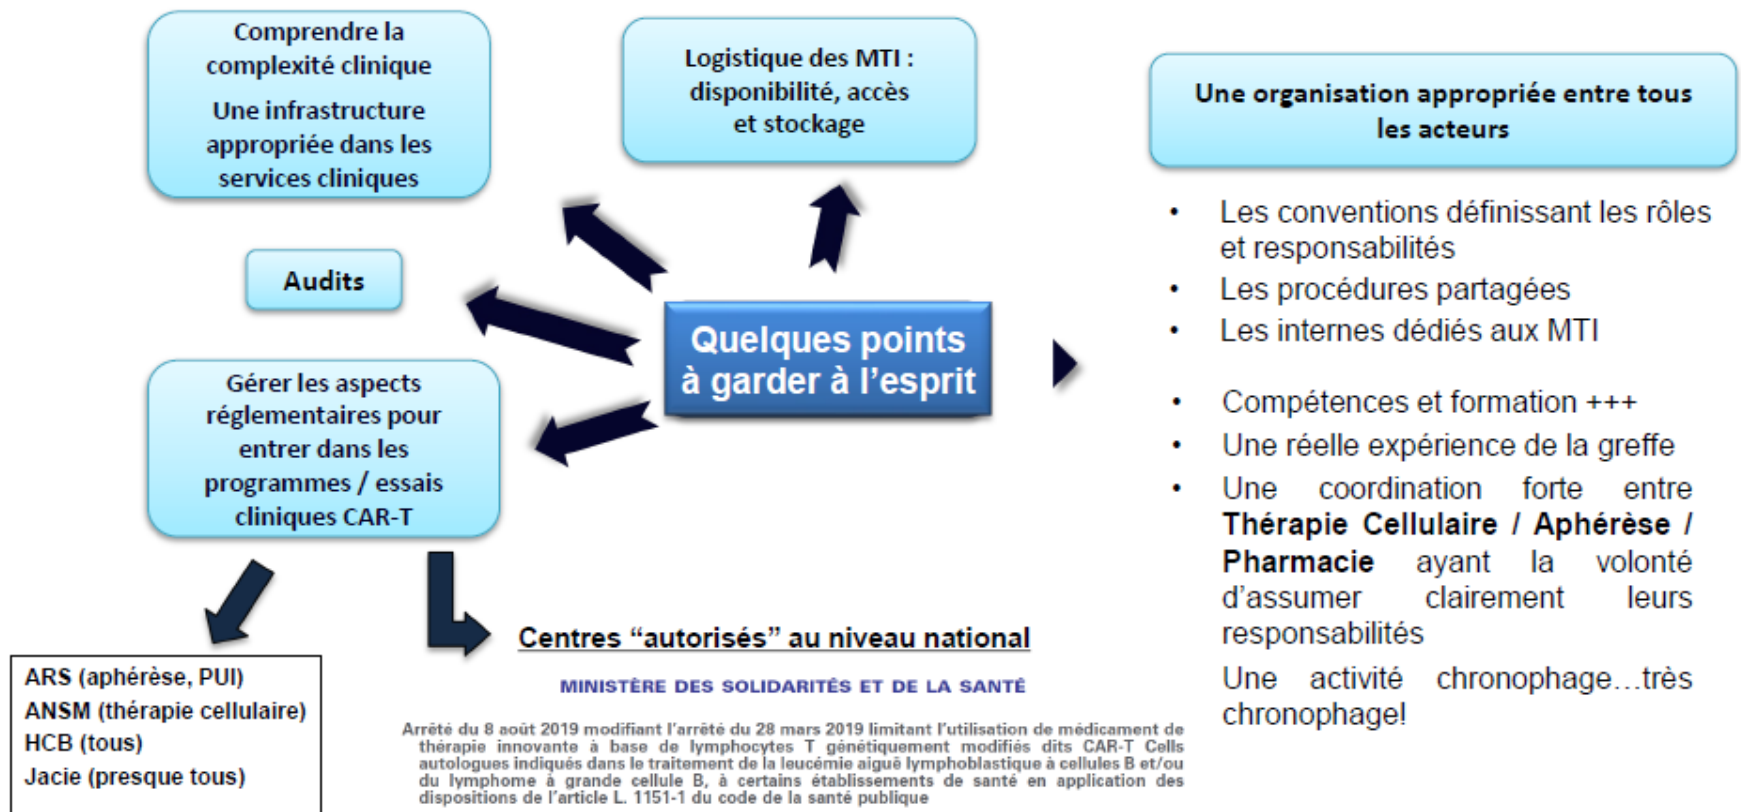 Comprendre la
complexité clinique
Une infrastructure
appropriée dans les
services cliniques
Logistique des MTI :
disponibilité, accès
et stockage
Audits
Quelques points
à garder à l’esprit
Gérer les aspects
réglementaires pour
entrer dans les
programmes / essais
cliniques CAR-T
ARS (aphérèse, PUI)
ANSM (thérapie cellulaire)
HCB (tous)
Jacie (presque tous)
Centres “autorisés” au niveau national
MINISTÈRE DES SOLIDARITÉS ET DE LA SANTÉ
Arrêté du 8 août 2019 modifiant l’arrêté du 28 mars 2019 limitant l’utilisation de médicament de
thérapie innovante à base de lymphocytes T génétiquement modifiés dits CAR-T Cells
autologues indiqués dans le traitement de la leucémie aiguë lymphoblastique à cellules B et/ou
du lymphome à grande cellule B, à certains établissements de santé en application des
dispositions de l’article L. 1151-1 du code de la santé publique
Une organisation appropriée entre tous
les acteurs
• Les conventions définissant les rôles
et responsabilités
• Les procédures partagées
• Les internes dédiés aux MTI
• Compétences et formation +++
• Une réelle expérience de la greffe
• Une coordination forte entre
Thérapie Cellulaire / Aphérèse /
Pharmacie ayant la volonté
d’assumer clairement leurs
responsabilités
Une activité chronophage…très
chronophage!